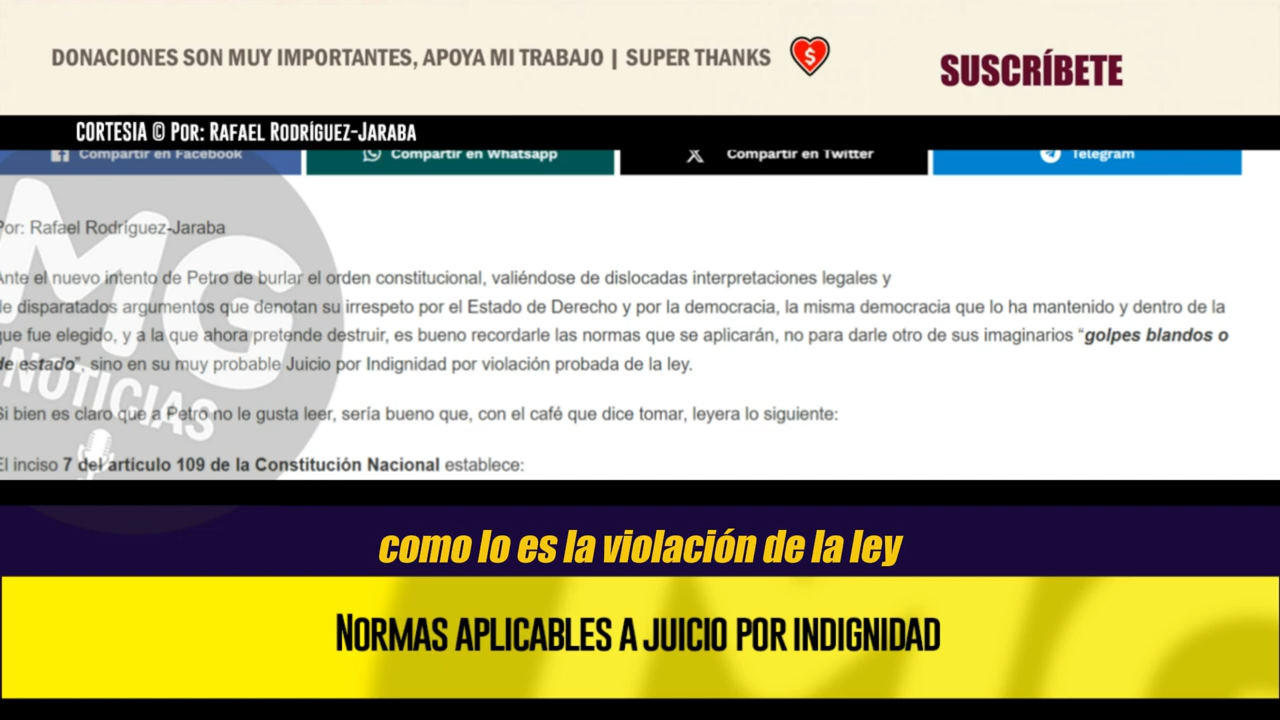 DONACIONES SON MUY IMPORTANTES, APOYA MI TRABAJO | SUPER THANKS
$
SUSCRÍBETE
CORTESIA © POR: RAFAEL RODRÍGUEZ-JARABA
Compartir en Facebook
Compartir en Whatsapp
Compartir en Twitter
Telegram
Por: Rafael Rodríguez-Jaraba
Ante el nuevo intento de Petro de burlar el orden constitucional, valiéndose de dislocadas interpretaciones legales y
de disparatados argumentos que denotan su irrespeto por el Estado de Derecho y por la democracia, la misma democracia que lo ha mantenido y dentro de la
que fue elegido, y a la que ahora pretende destruir, es bueno recordarle las normas que se aplicarán, no para darle otro de sus imaginarios “golpes blandos o
de estado”, sino en su muy probable Juicio por Indignidad por violación probada de la ley.
Si bien es claro que a Petro no le gusta leer, sería bueno que, con el café que dice tomar, leyera lo siguiente:
El inciso 7 del artículo 109 de la Constitución Nacional establece:
MG
NOTICIAS
como lo es la violación de la ley
NORMAS APLICABLES A JUICIO POR INDIGNIDAD